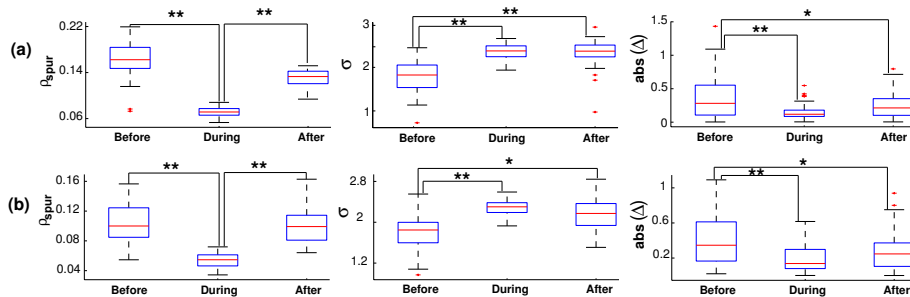 (a)
ρspur
0.22
0.14
0.06
** **
Before During After
σ
3
2
1
**
**
Before During After
abs (Δ)
1.5
1
0.5
0
*
**
Before During After
(b)
ρspur
0.16
0.12
0.08
0.04
** **
Before During After
σ
2.8
2
1.2
*
**
Before During After
abs (Δ)
1
0.6
0.2
*
**
Before During After